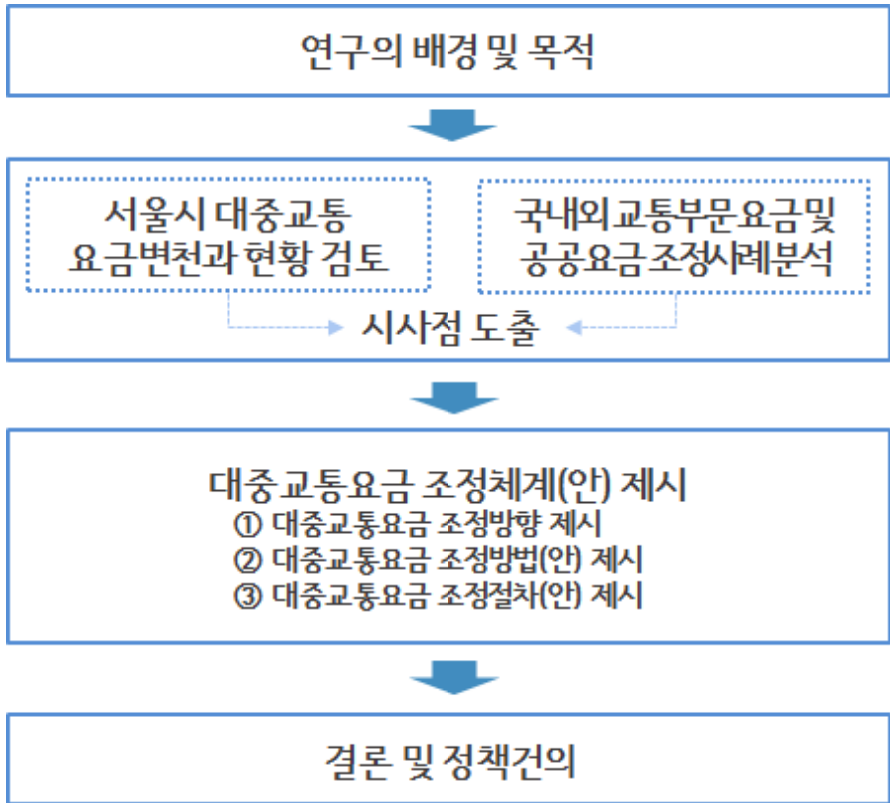 연구의 배경 및 목적
서울시 대중교통
요금변천과 현황 검토
국내외교통부문요금및
공공요금조정사례분석
시사점 도출
대중교통요금 조정체계(안) 제시
① 대중교통요금 조정방향 제시
② 대중교통요금 조정방법(안) 제시
③ 대중교통요금 조정절차(안) 제시
결론 및 정책건의